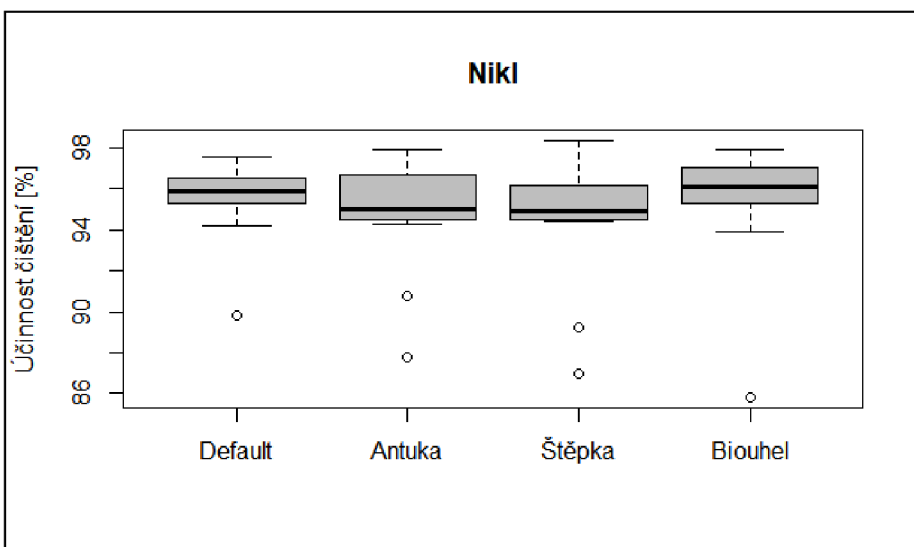 Nikl
Účinnost čištění [%]
98
94
90
86
Default
Antuka
Štěpka
Biouhel